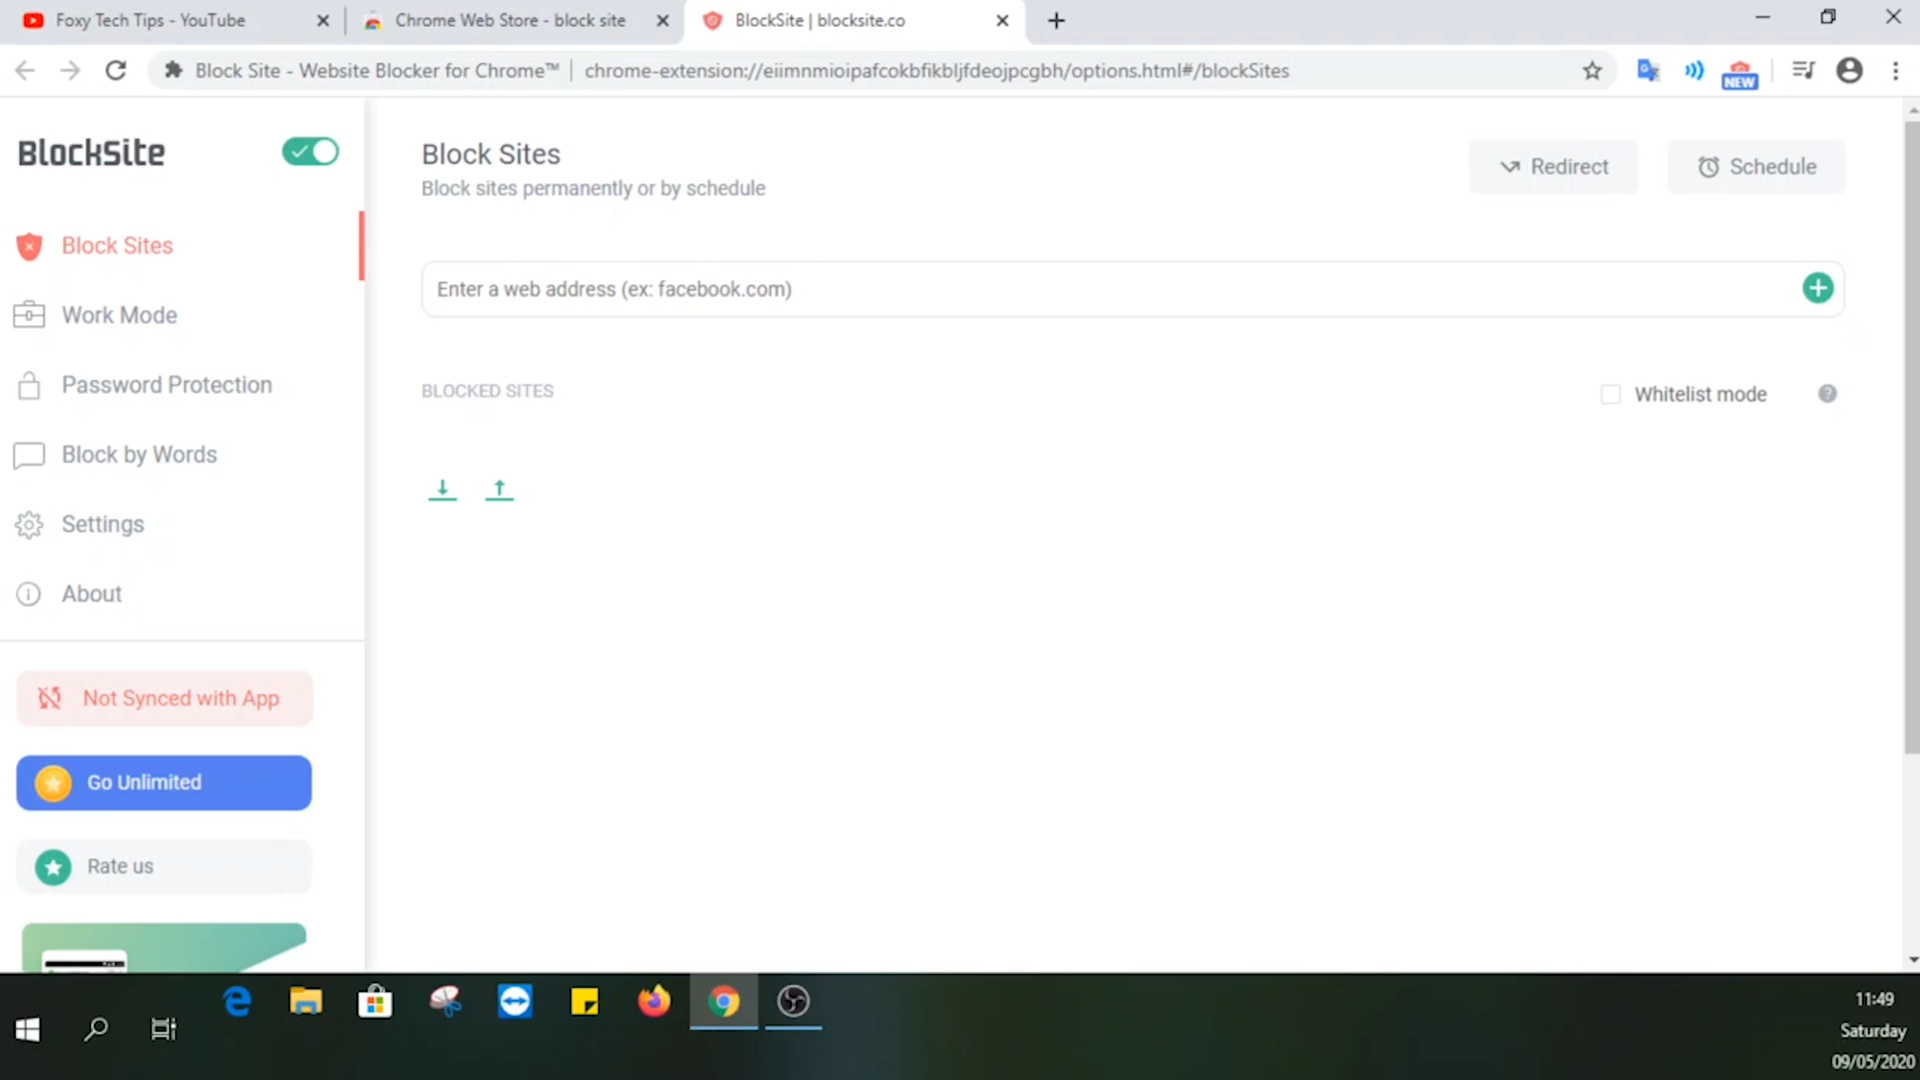 Foxy Tech Tips - YouTube
Chrome Web Store - block site
BlockSite | blocksite.co
Block Site - Website Blocker for Chrome™
chrome-extension://eiimnmioipafcokbfikbljfdeojpcgbh/options.html#/blockSites
NEW
BlockSite
Block Sites
Work Mode
Password Protection
Block by Words
Settings
About
Not Synced with App
Go Unlimited
Rate us
Block Sites
Block sites permanently or by schedule
Redirect
Schedule
Enter a web address (ex: facebook.com)
BLOCKED SITES
Whitelist mode
?
11:49
Saturday
09/05/2020